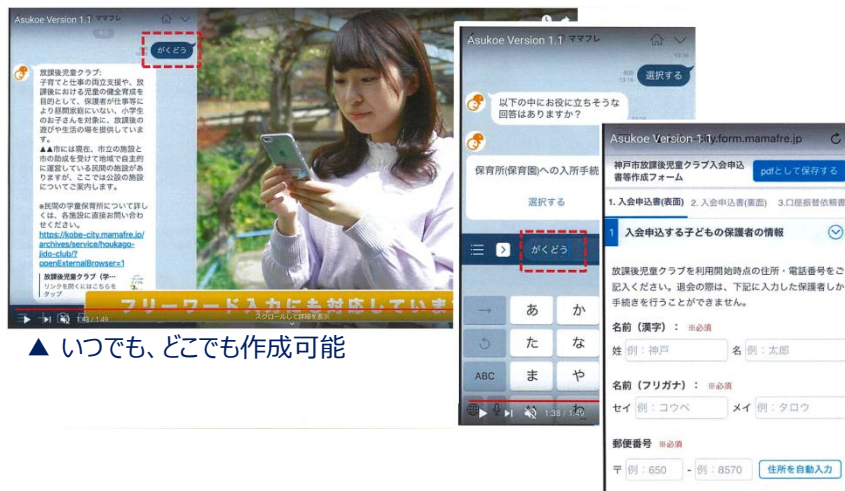 Asukoe Version 1.1 ママフレ
がくどう
放課後児童クラブ:
子育てと仕事の両立支援や、放
課後における児童の健全育成を
目的として、保護者が仕事等に
より昼間家庭にいない、小学生
のお子さんを対象に、放課後の
遊びや生活の場を提供していま
す。
▲▲市には現在、市立の施設と
市の助成を受けて地域で自主的
に運営している民間の施設があ
りますが、ここでは公設の施設
についてご案内します。
*民間の学童保育所について詳し
くは、各施設に直接お問い合わ
せください。
https://kobe-city.mamafre.jp/
archives/service/houkago-
jido-club/?
openExternalBrowser=1
放課後児童クラブ（学…
リンクを開くにはこちらを
タップ
フリーワード入力にも対応しています
スクロールして詳細を表示
1:43 / 1:49
▲ いつでも、どこでも作成可能
Asukoe Version 1.1 ママフレ
13:16
既読
13:16
選択する
以下の中にお役に立ちそうな
回答はありますか？
保育所(保育園)への入所手続
選択する
がくどう
→ あ か
た な
ABC ま や
わ
1:38 / 1:49
Asukoe Version 1.1
y.form.mamafre.jp
神戸市放課後児童クラブ入会申込
書等作成フォーム
pdfとして保存する
1. 入会申込書(表面) 2. 入会申込書(裏面) 3.口座振替依頼書
1 入会申込する子どもの保護者の情報
放課後児童クラブを利用開始時点の住所・電話番号をご
記入ください。退会の際は、下記に入力した保護者しか
手続きを行うことができません。
名前（漢字）： ※必須
姓 例：神戸 名 例：太郎
名前（フリガナ）： ※必須
セイ 例：コウベ メイ 例：タロウ
郵便番号 ※必須
〒 例：650 - 例：8570 住所を自動入力